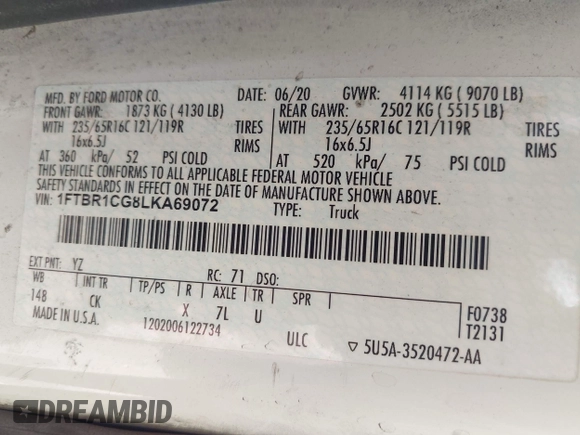 MFD. BY FORD MOTOR CO.
DATE: 06/20 GVWR: 4114 KG ( 9070 LB)
FRONT GAWR: 1873 KG ( 4130 LB)
REAR GAWR: 2502 KG ( 5515 LB)
WITH 235/65R16C 121/119R TIRES
WITH 235/65R16C 121/119R TIRES
16x6.5J RIMS
16x6.5J RIMS
AT 360 kPa/ 52 PSI COLD
AT 520 kPa/ 75 PSI COLD
THIS VEHICLE CONFORMS TO ALL APPLICABLE FEDERAL MOTOR VEHICLE
SAFETY STANDARDS IN EFFECT ON THE DATE OF MANUFACTURE SHOWN ABOVE.
VIN: 1FTBR1CG8LKA69072
TYPE: Truck
EXT PNT: YZ RC: 71 DSO:
WB INT TR TP/PS R AXLE TR SPR
148 CK X 7L U
F0738
T2131
MADE IN U.S.A. 1202006122734 ULC ▽ 5U5A-3520472-AA
DREAMBID